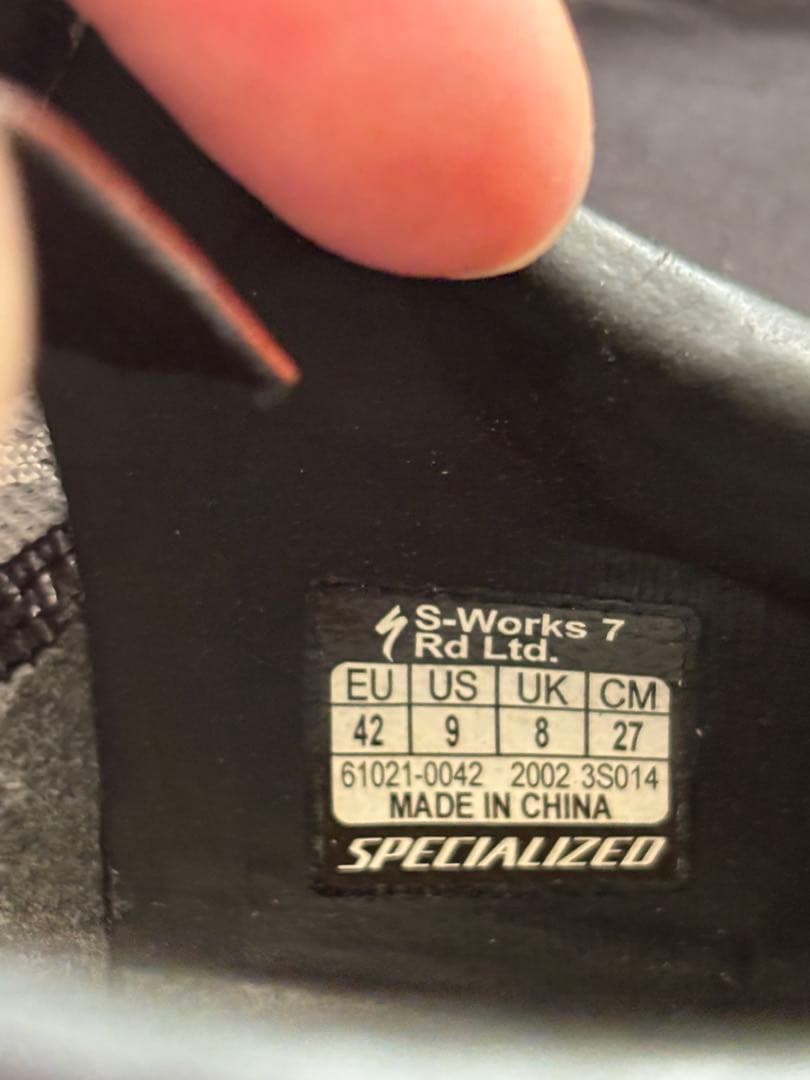 S-Works 7
Rd Ltd.
EU US UK CM
42 9 8 27
61021-0042 2002 3S014
MADE IN CHINA
SPECIALIZED